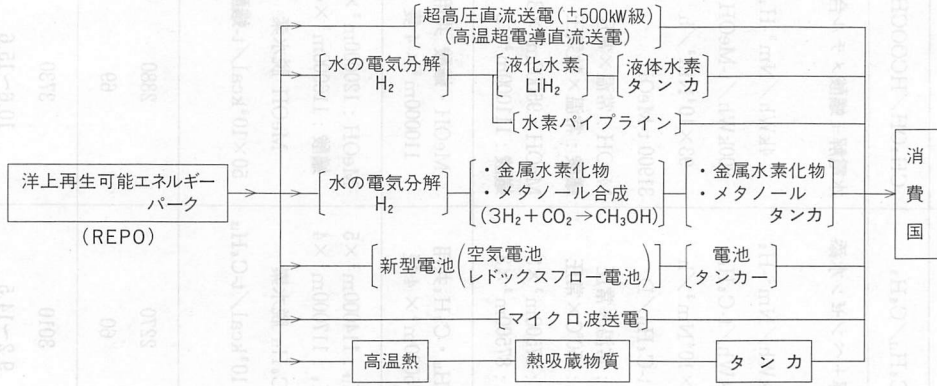 超高圧直流送電(±500kW級)
(高温超電導直流送電)
水の電気分解
H₂
液化水素
LiH₂
液体水素
タンカ
水素パイプライン
洋上再生可能エネルギー
パーク
(REPO)
水の電気分解
H₂
・金属水素化物
・メタノール合成
(3H₂+CO₂→CH₃OH)
・金属水素化物
・メタノール
タンカ
消費国
新型電池(空気電池
レドックスフロー電池)
電池
タンカー
マイクロ波送電
高温熱
熱吸蔵物質
タンカ